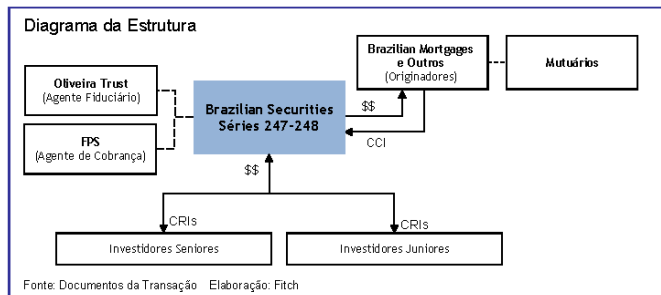 Diagrama da Estrutura
Brazilian Mortgages
e Outros
(Originadores)
Mutuários
Oliveira Trust
(Agente Fiduciário)
Brazilian Securities
Séries 247-248
$$
FPS
(Agente de Cobrança)
CCI
$$
CRIs
CRIs
Investidores Seniores
Investidores Juniores
Fonte: Documentos da Transação Elaboração: Fitch